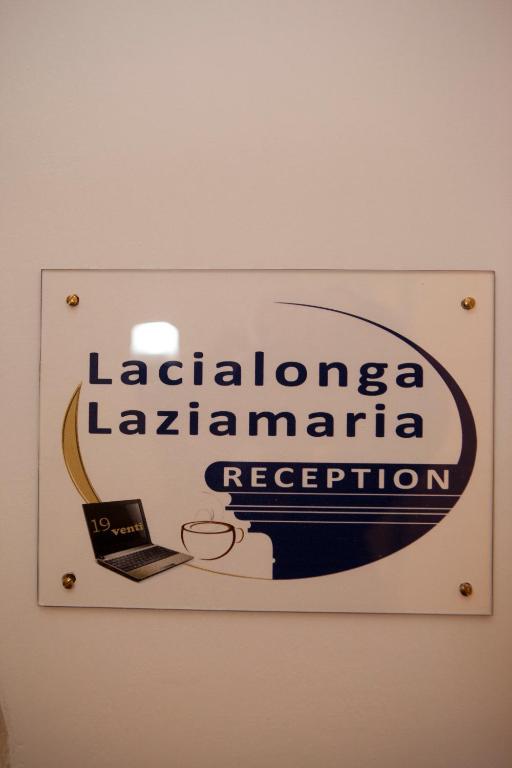 Lacialonga
Laziamaria
RECEPTION
19
venti